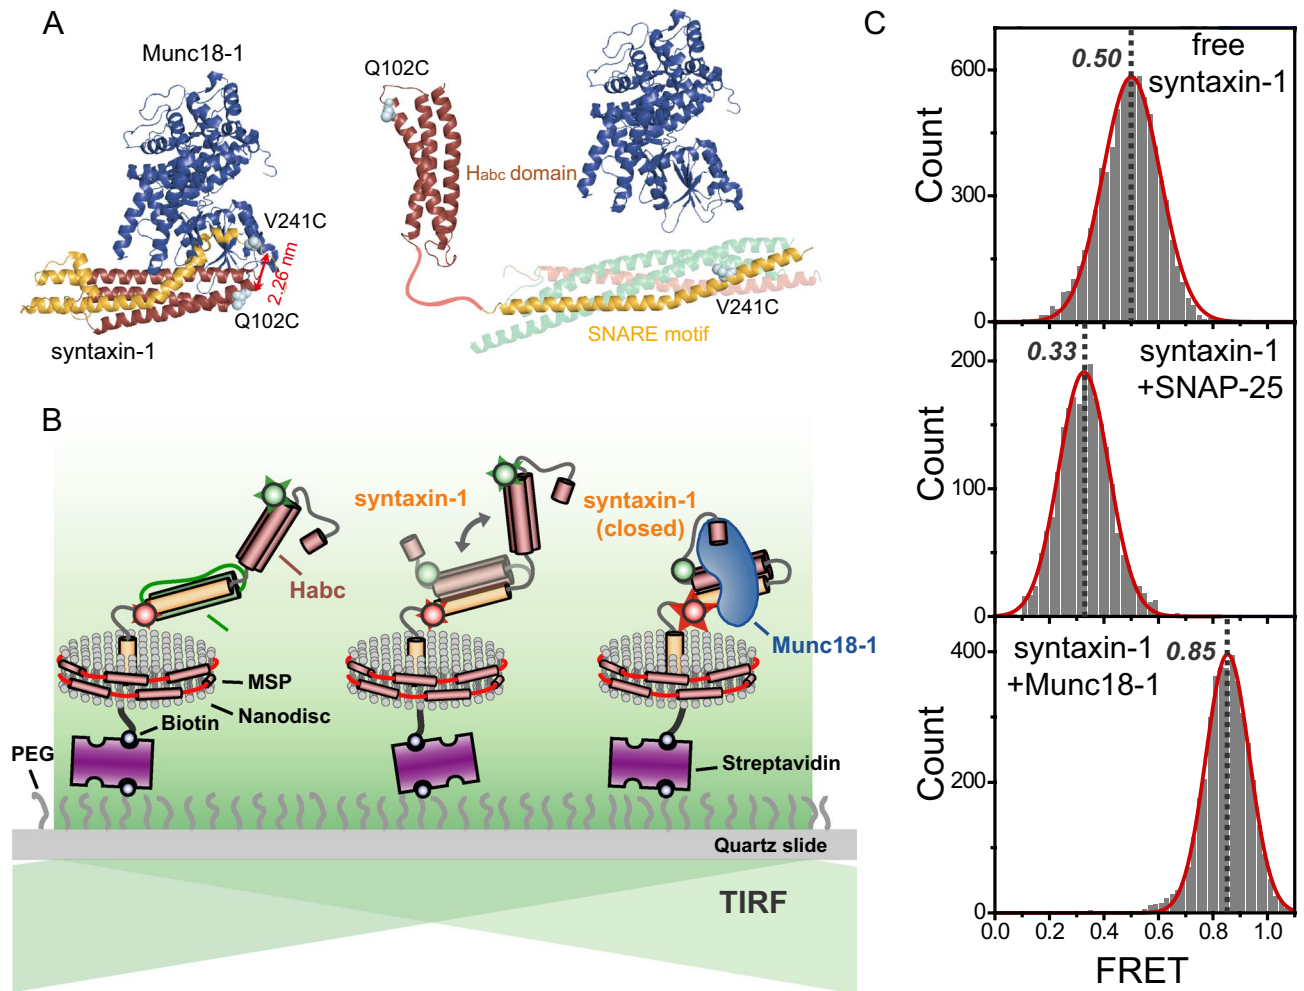 A
Munc18-1
V241C
2.26 nm
Q102C
syntaxin-1
Q102C
Habc domain
V241C
SNARE motif
B
syntaxin-1
syntaxin-1
(closed)
Habc
Munc18-1
MSP
Nanodisc
Biotin
PEG
Streptavidin
Quartz slide
TIRF
C
free
syntaxin-1
0.50
600
300
0
Count
syntaxin-1
+SNAP-25
0.33
200
100
0
Count
syntaxin-1
+Munc18-1
0.85
400
200
0
Count
0.0 0.2 0.4 0.6 0.8 1.0
FRET